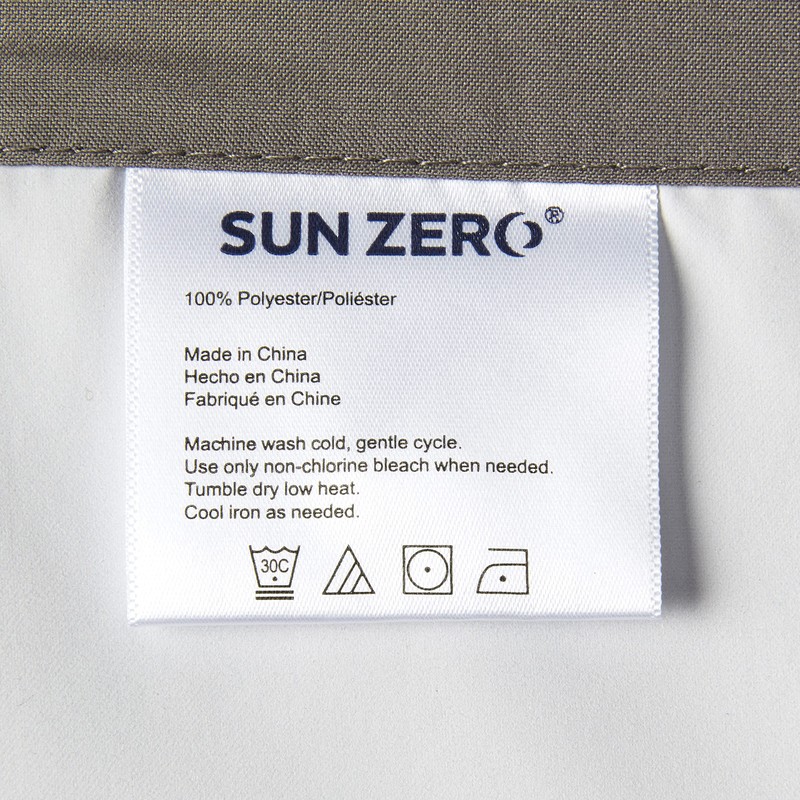 SUN ZERO®
100% Polyester/Poliéster
Made in China
Hecho en China
Fabriqué en Chine
Machine wash cold, gentle cycle.
Use only non-chlorine bleach when needed.
Tumble dry low heat.
Cool iron as needed.
30C